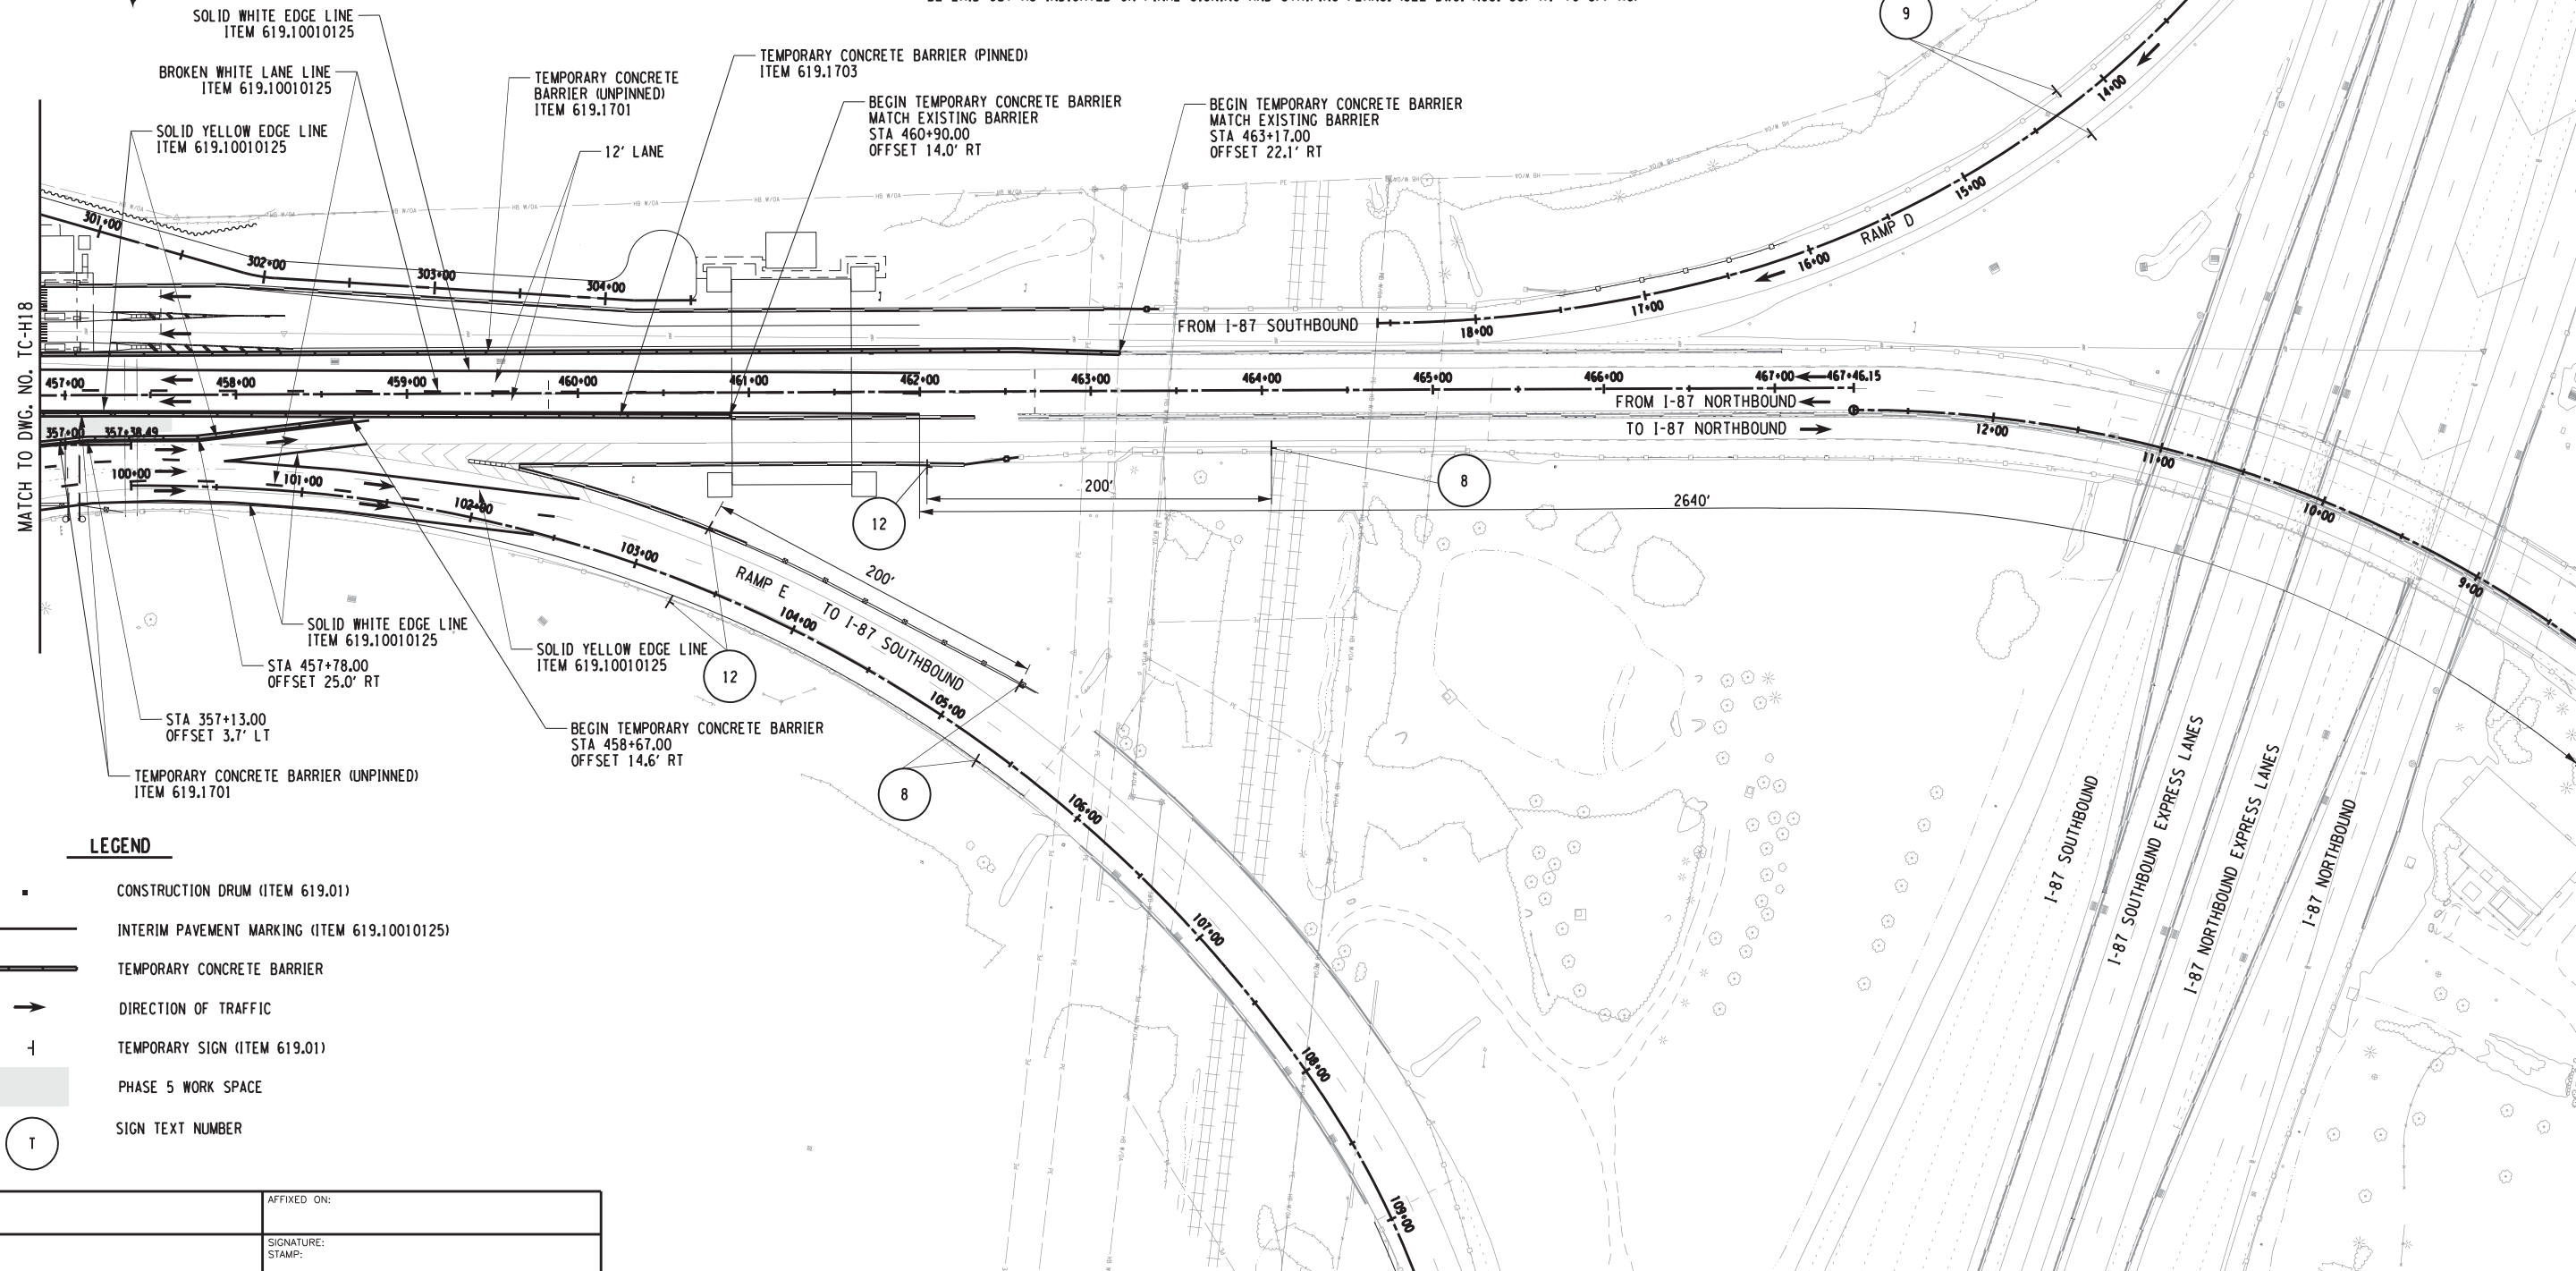 SOLID WHITE EDGE LINE
ITEM 619.10010125
BROKEN WHITE LANE LINE
ITEM 619.10010125
SOLID YELLOW EDGE LINE
ITEM 619.10010125
TEMPORARY CONCRETE
BARRIER (UNPINNED)
ITEM 619.1701
12' LANE
TEMPORARY CONCRETE BARRIER (PINNED)
ITEM 619.1703
BEGIN TEMPORARY CONCRETE BARRIER
MATCH EXISTING BARRIER
STA 460+90.00
OFFSET 14.0' RT
BEGIN TEMPORARY CONCRETE BARRIER
MATCH EXISTING BARRIER
STA 463+17.00
OFFSET 22.1' RT
9
14+00
15+00
RAMP D
16+00
17+00
18+00
FROM I-87 SOUTHBOUND
301+00
302+00
303+00
304+00
MATCH TO DWG. NO. TC-H18
457+00
458+00
459+00
460+00
461+00
462+00
463+00
464+00
465+00
466+00
467+00
467+46.15
FROM I-87 NORTHBOUND
TO I-87 NORTHBOUND
12+00
11+00
10+00
9+00
357+00
357+38.49
100+00
101+00
102+00
103+00
104+00
105+00
106+00
107+00
108+00
109+00
200'
8
12
2640'
200'
RAMP E
TO I-87 SOUTHBOUND
12
8
SOLID WHITE EDGE LINE
ITEM 619.10010125
STA 457+78.00
OFFSET 25.0' RT
SOLID YELLOW EDGE LINE
ITEM 619.10010125
STA 357+13.00
OFFSET 3.7' LT
BEGIN TEMPORARY CONCRETE BARRIER
STA 458+67.00
OFFSET 14.6' RT
TEMPORARY CONCRETE BARRIER (UNPINNED)
ITEM 619.1701
I-87 SOUTHBOUND
I-87 SOUTHBOUND EXPRESS LANES
I-87 NORTHBOUND EXPRESS LANES
I-87 NORTHBOUND
LEGEND
CONSTRUCTION DRUM (ITEM 619.01)
INTERIM PAVEMENT MARKING (ITEM 619.10010125)
TEMPORARY CONCRETE BARRIER
DIRECTION OF TRAFFIC
TEMPORARY SIGN (ITEM 619.01)
PHASE 5 WORK SPACE
T
SIGN TEXT NUMBER
AFFIXED ON:
SIGNATURE:
STAMP: